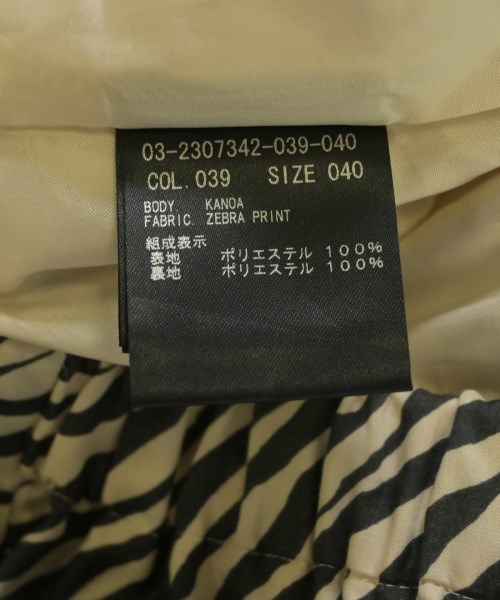 03-2307342-039-040
COL. 039 SIZE 040
BODY. KANOA
FABRIC. ZEBRA PRINT
組成表示
表地 ポリエステル 100%
裏地 ポリエステル 100%